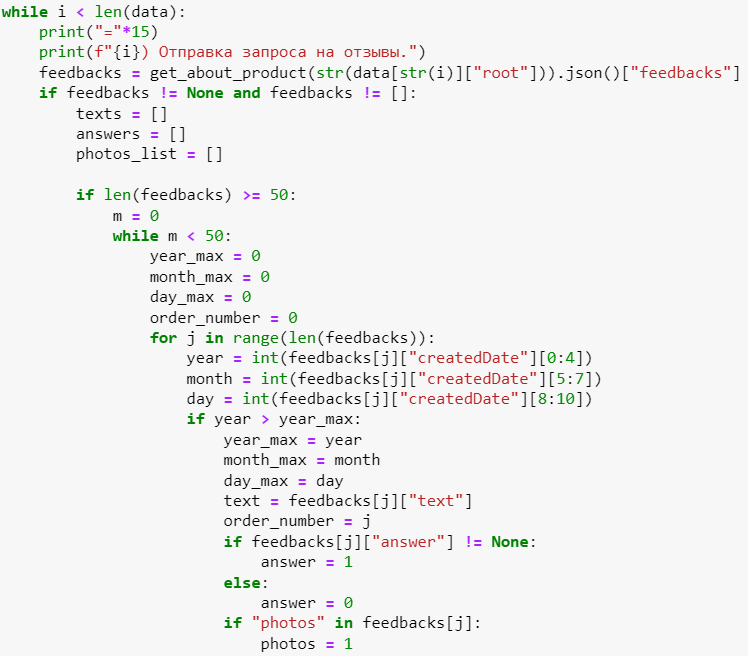 while i < len(data):
    print("="*15)
    print(f"{i}) Отправка запроса на отзывы.")
    feedbacks = get_about_product(str(data[str(i)]["root"])).json()["feedbacks"]
    if feedbacks != None and feedbacks != []:
        texts = []
        answers = []
        photos_list = []

        if len(feedbacks) >= 50:
            m = 0
            while m < 50:
                year_max = 0
                month_max = 0
                day_max = 0
                order_number = 0
                for j in range(len(feedbacks)):
                    year = int(feedbacks[j]["createdDate"][0:4])
                    month = int(feedbacks[j]["createdDate"][5:7])
                    day = int(feedbacks[j]["createdDate"][8:10])
                    if year > year_max:
                        year_max = year
                        month_max = month
                        day_max = day
                        text = feedbacks[j]["text"]
                        order_number = j
                        if feedbacks[j]["answer"] != None:
                            answer = 1
                        else:
                            answer = 0
                        if "photos" in feedbacks[j]:
                            photos = 1